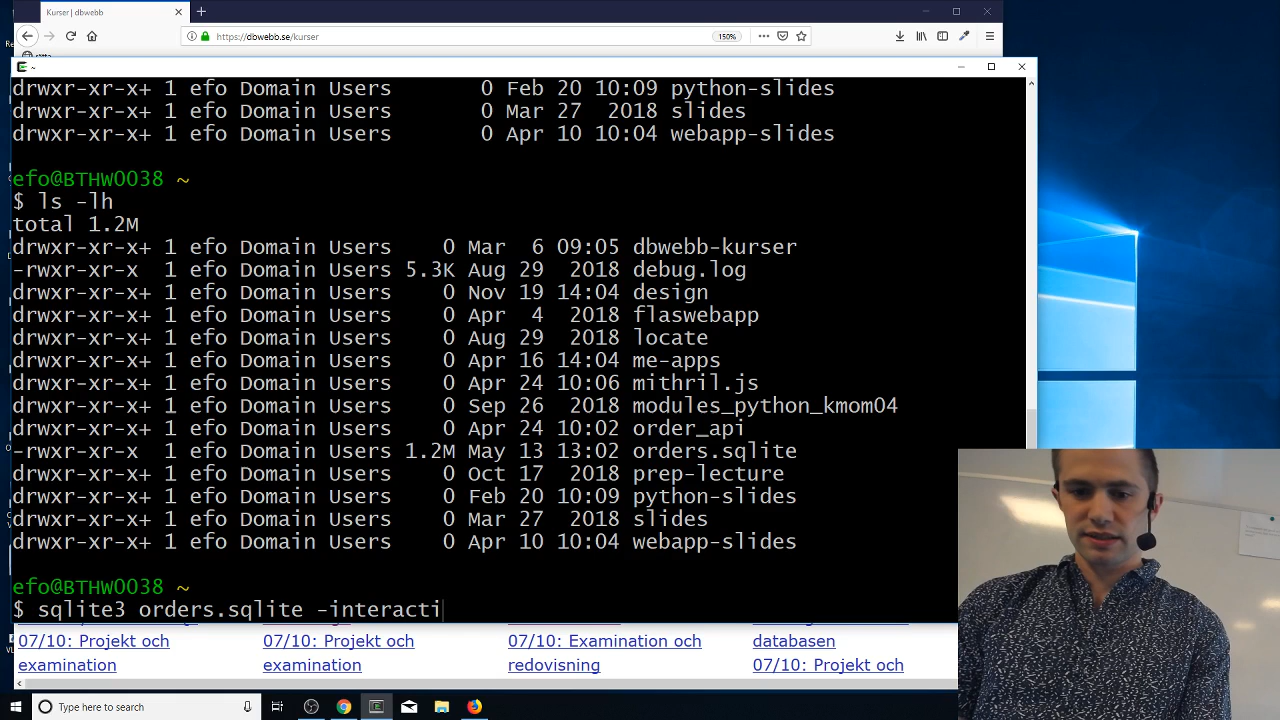 Kurser | dbwebb
https://dbwebb.se/kurser
150%
~
drwxr-xr-x+ 1 efo Domain Users 0 Feb 20 10:09 python-slides
drwxr-xr-x+ 1 efo Domain Users 0 Mar 27 2018 slides
drwxr-xr-x+ 1 efo Domain Users 0 Apr 10 10:04 webapp-slides
efo@BTHW0038 ~
$ ls -lh
total 1.2M
drwxr-xr-x+ 1 efo Domain Users 0 Mar 6 09:05 dbwebb-kurser
-rwxr-xr-x 1 efo Domain Users 5.3K Aug 29 2018 debug.log
drwxr-xr-x+ 1 efo Domain Users 0 Nov 19 14:04 design
drwxr-xr-x+ 1 efo Domain Users 0 Apr 4 2018 flaswebapp
drwxr-xr-x+ 1 efo Domain Users 0 Aug 29 2018 locate
drwxr-xr-x+ 1 efo Domain Users 0 Apr 16 14:04 me-apps
drwxr-xr-x+ 1 efo Domain Users 0 Apr 24 10:06 mithril.js
drwxr-xr-x+ 1 efo Domain Users 0 Sep 26 2018 modules_python_kmom04
drwxr-xr-x+ 1 efo Domain Users 0 Apr 24 10:02 order_api
-rwxr-xr-x 1 efo Domain Users 1.2M May 13 13:02 orders.sqlite
drwxr-xr-x+ 1 efo Domain Users 0 Oct 17 2018 prep-lecture
drwxr-xr-x+ 1 efo Domain Users 0 Feb 20 10:09 python-slides
drwxr-xr-x+ 1 efo Domain Users 0 Mar 27 2018 slides
drwxr-xr-x+ 1 efo Domain Users 0 Apr 10 10:04 webapp-slides
efo@BTHW0038 ~
$ sqlite3 orders.sqlite -interacti
07/10: Projekt och
examination
07/10: Projekt och
examination
07/10: Examination och
redovisning
databasen
07/10: Projekt och
Type here to search